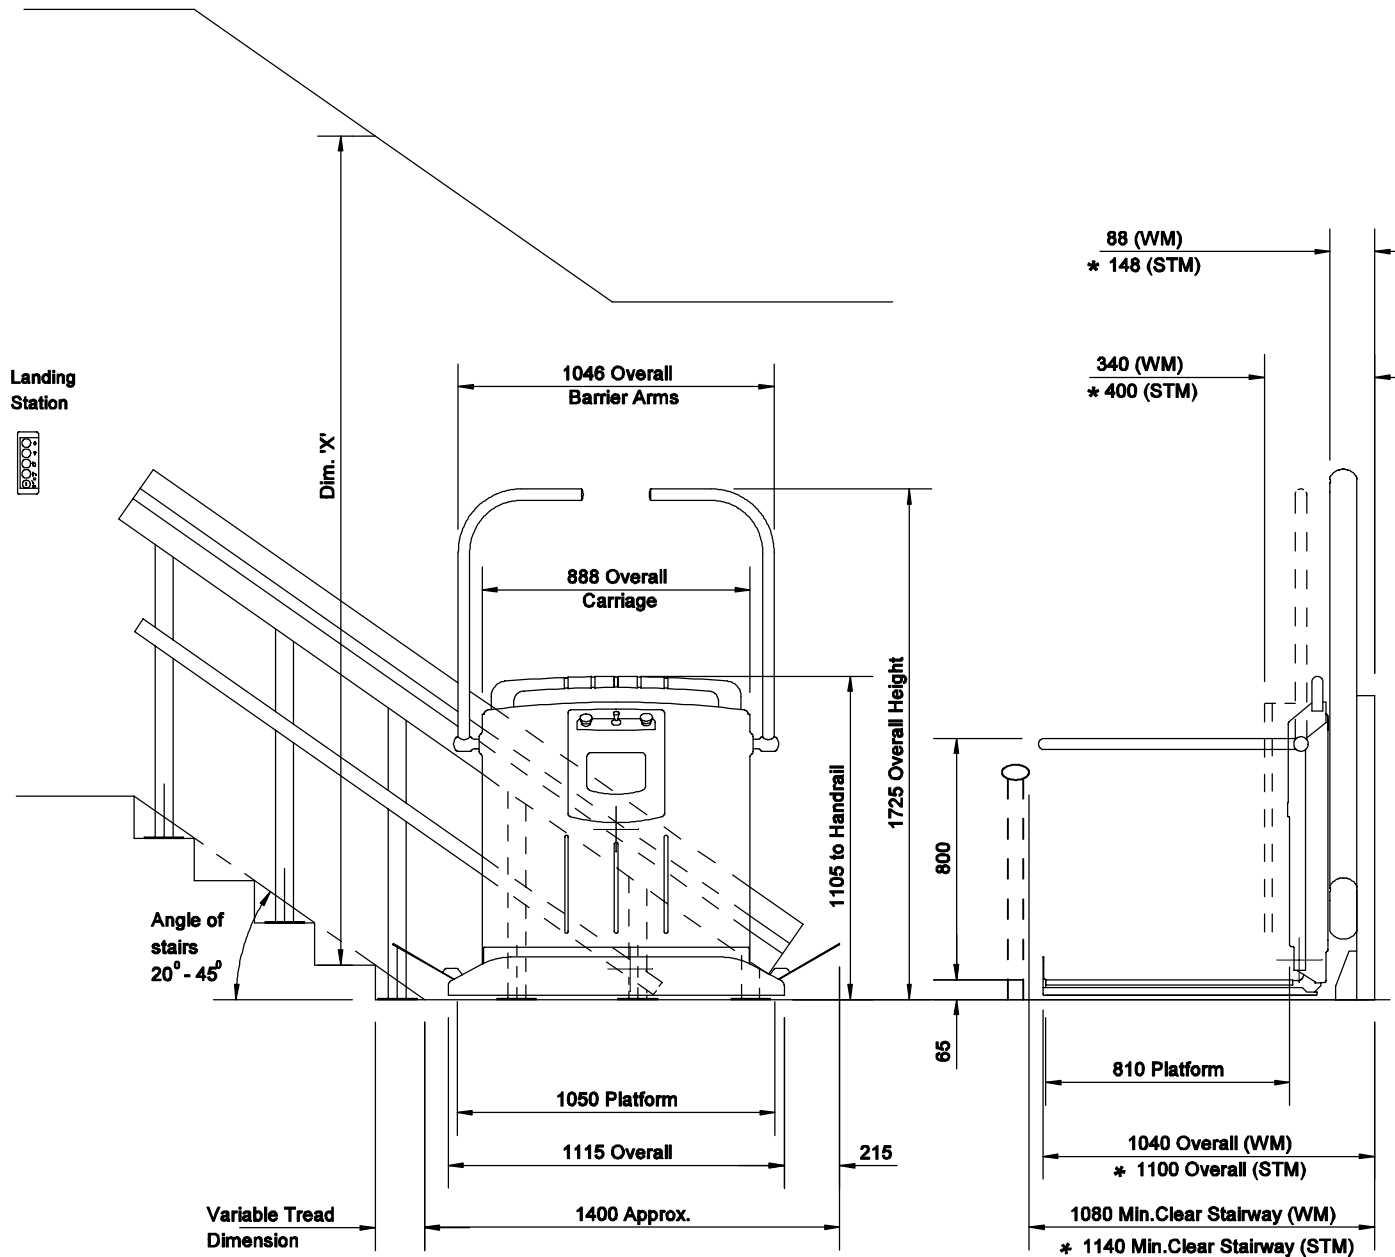 88 (WM)
* 148 (STM)
340 (WM)
* 400 (STM)
Landing
Station
1046 Overall
Barrier Arms
Dim. 'X'
888 Overall
Carriage
1725 Overall Height
1105 to Handrail
800
Angle of
stairs
20⁰ - 45⁰
65
810 Platform
1050 Platform
1040 Overall (WM)
* 1100 Overall (STM)
1115 Overall
215
Variable Tread
Dimension
1400 Approx.
1080 Min.Clear Stairway (WM)
* 1140 Min.Clear Stairway (STM)